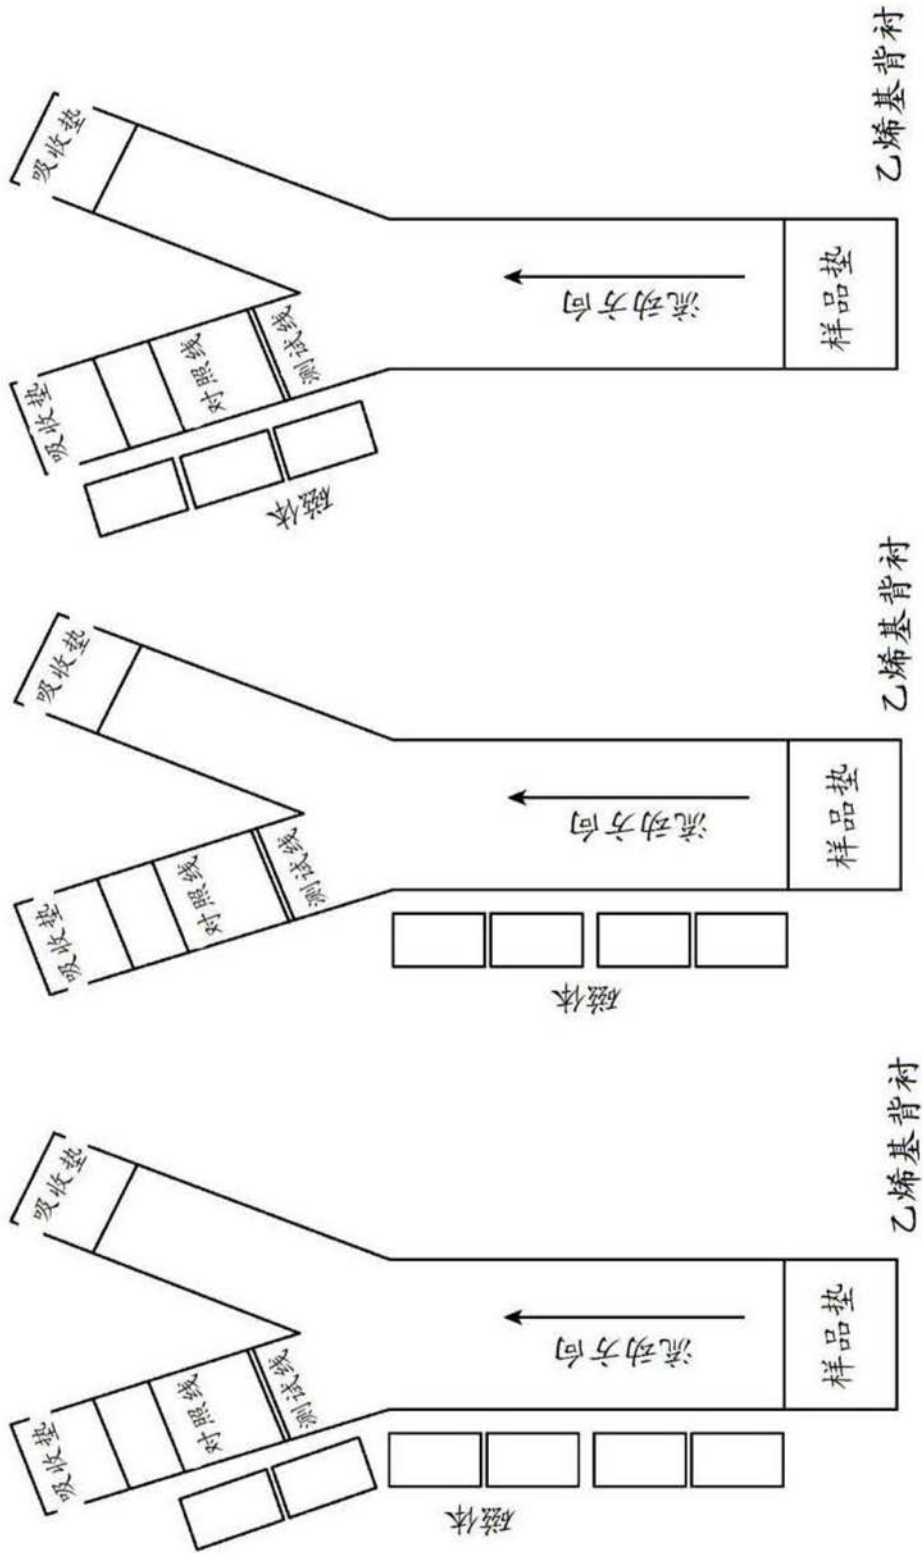 吸收垫
吸收垫
对照线
测试线
磁体
流动方向
样品垫
乙烯基背衬
吸收垫
吸收垫
对照线
测试线
磁体
流动方向
样品垫
乙烯基背衬
吸收垫
吸收垫
对照线
测试线
磁体
流动方向
样品垫
乙烯基背衬